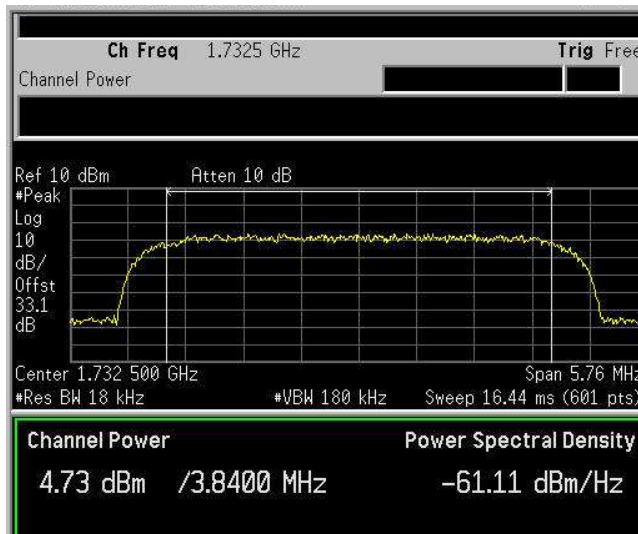 Ch Freq 1.7325 GHz Trig Free
Channel Power
Ref 10 dBm Atten 10 dB
#Peak
Log
10
dB/
Offst
33.1
dB
Center 1.732 500 GHz Span 5.76 MHz
#Res BW 18 kHz #VBW 180 kHz Sweep 16.44 ms (601 pts)
Channel Power Power Spectral Density
4.73 dBm /3.8400 MHz -61.11 dBm/Hz